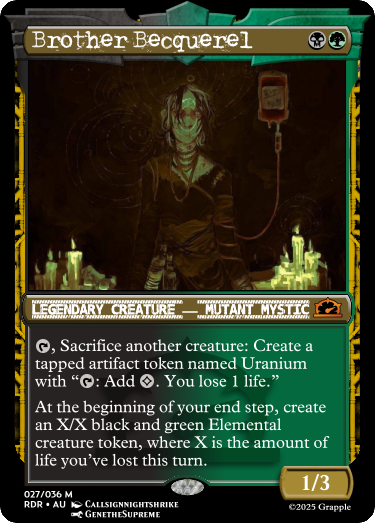 Brother Becquerel
LEGENDARY CREATURE — MUTANT MYSTIC
, Sacrifice another creature: Create a
tapped artifact token named Uranium
with “: Add . You lose 1 life.”
At the beginning of your end step, create
an X/X black and green Elemental
creature token, where X is the amount of
life you’ve lost this turn.
1/3
027/036 M
RDR • AU CALLSIGNNIGHTSHRIKE
GENETHESUPREME
©2025 Grapple